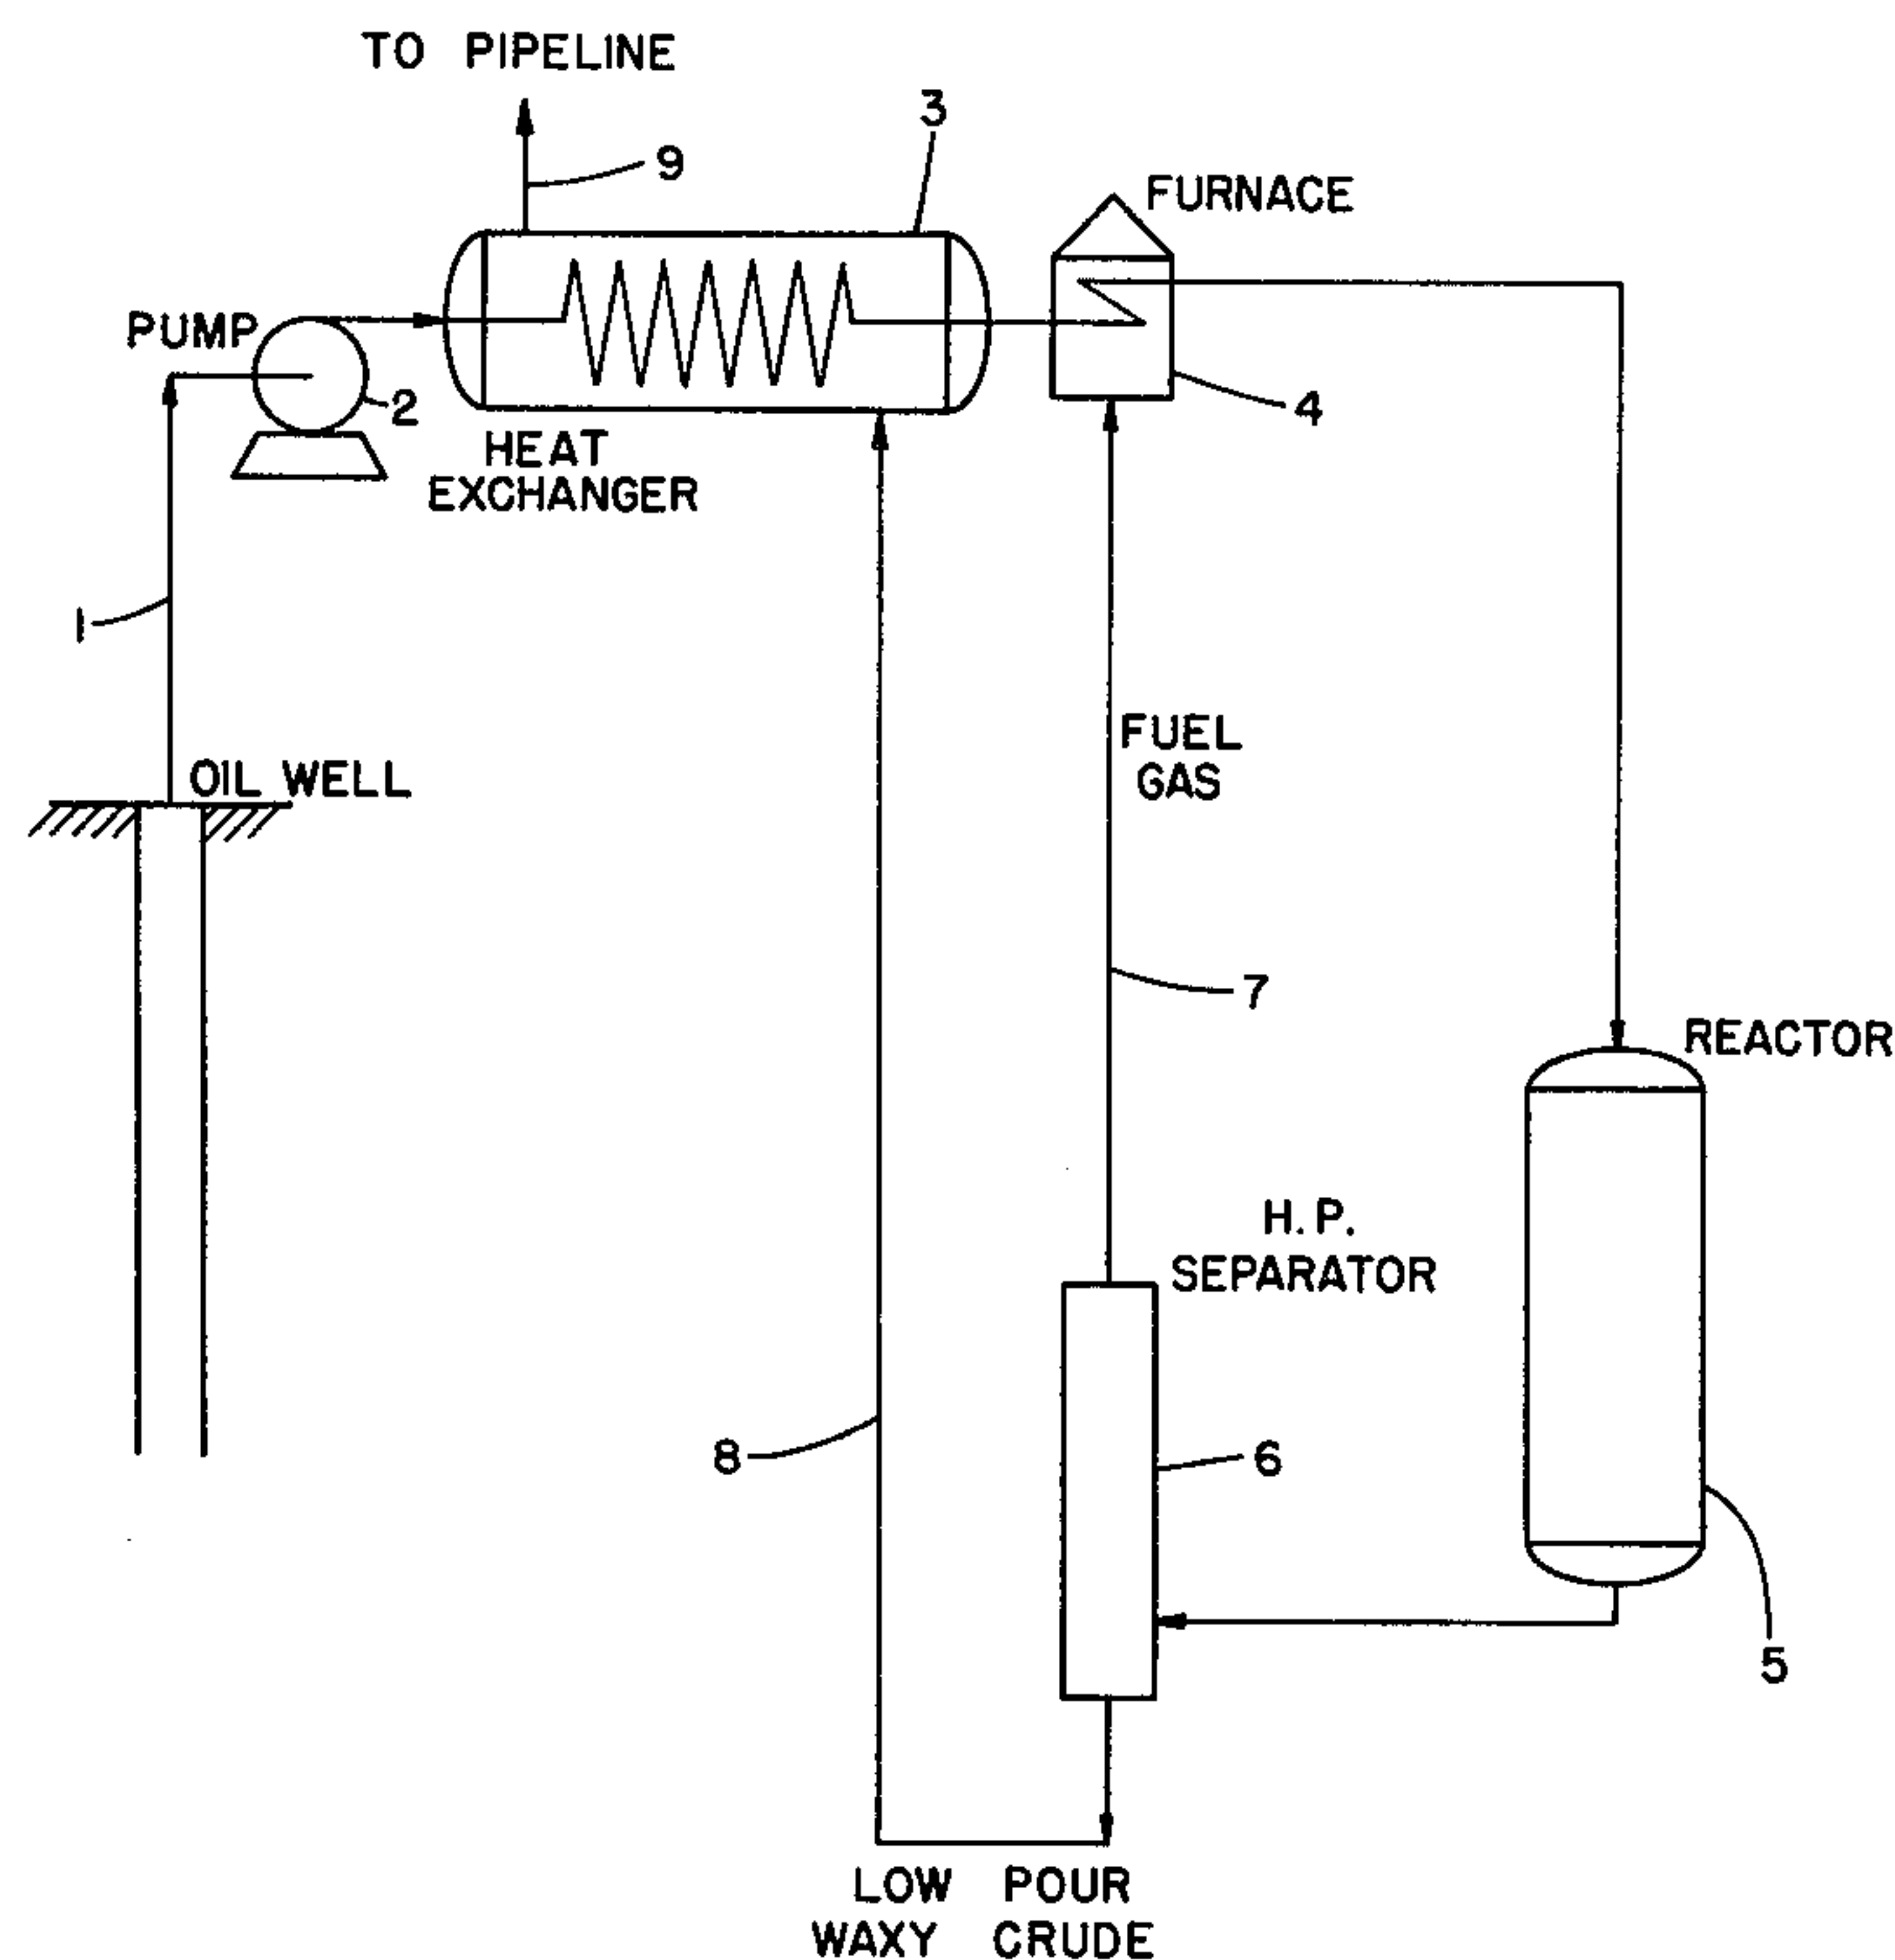 TO PIPELINE
3
9
FURNACE
PUMP
2
4
HEAT
EXCHANGER
1
FUEL
GAS
OIL WELL
7
REACTOR
H.P.
SEPARATOR
8
6
5
LOW POUR
WAXY CRUDE